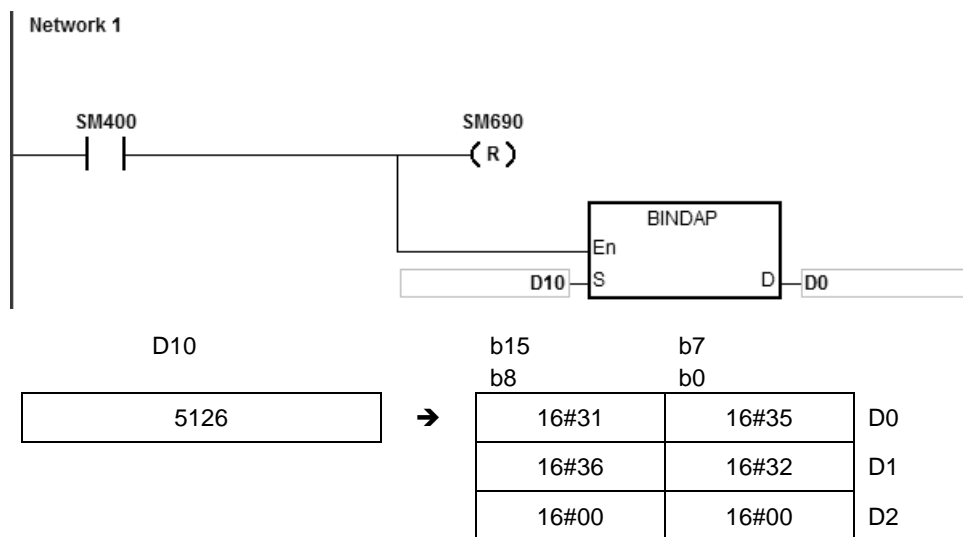 Network 1
SM400 SM690
( R )
BINDAP
En
D10 S D D0
D10 b15 b7
b8 b0
5126 ➔ 16#31 16#35 D0
16#36 16#32 D1
16#00 16#00 D2